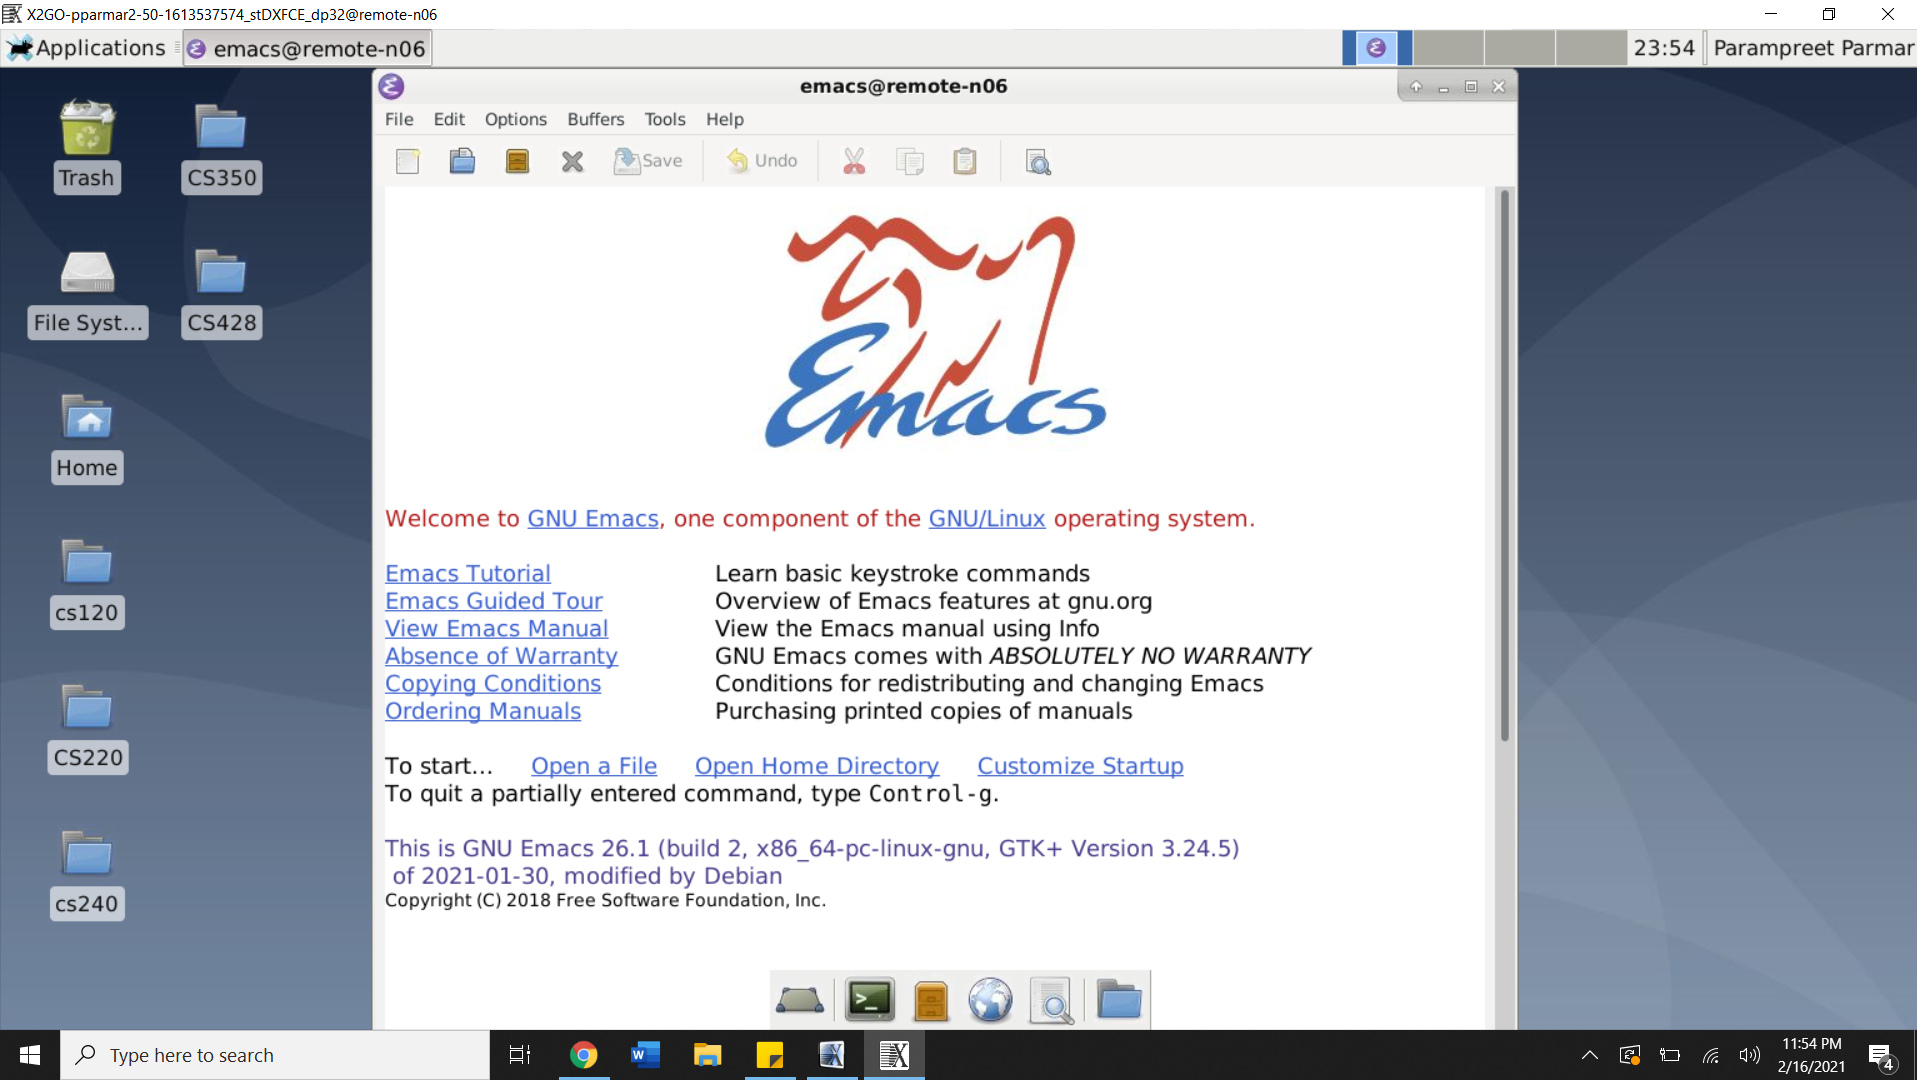 X2GO-pparmar2-50-1613537574_stDXFCE_dp32@remote-n06
Applications emacs@remote-n06 23:54 Parampreet Parmar
emacs@remote-n06
File Edit Options Buffers Tools Help
Save Undo
Trash CS350
File Syst... CS428
Home
cs120
CS220
cs240
Emacs
Welcome to GNU Emacs, one component of the GNU/Linux operating system.
Emacs Tutorial Learn basic keystroke commands
Emacs Guided Tour Overview of Emacs features at gnu.org
View Emacs Manual View the Emacs manual using Info
Absence of Warranty GNU Emacs comes with ABSOLUTELY NO WARRANTY
Copying Conditions Conditions for redistributing and changing Emacs
Ordering Manuals Purchasing printed copies of manuals
To start... Open a File Open Home Directory Customize Startup
To quit a partially entered command, type Control-g.
This is GNU Emacs 26.1 (build 2, x86_64-pc-linux-gnu, GTK+ Version 3.24.5)
of 2021-01-30, modified by Debian
Copyright (C) 2018 Free Software Foundation, Inc.
Type here to search
11:54 PM
2/16/2021
4